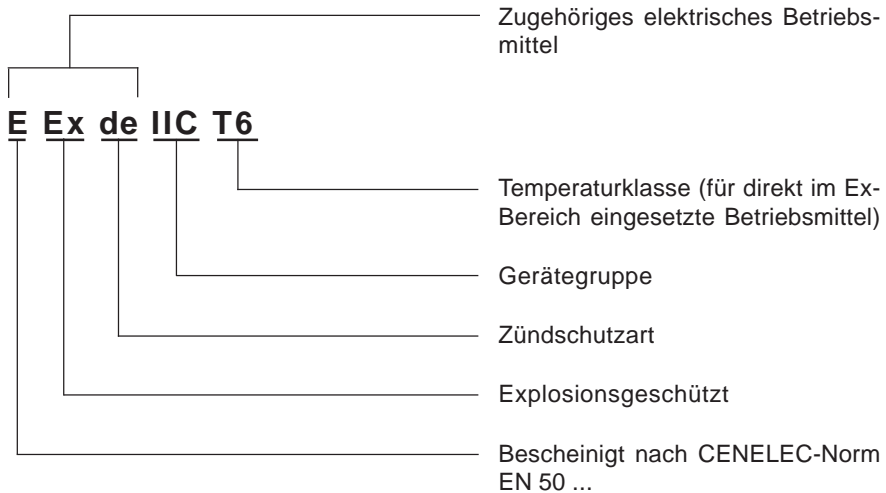 Zugehöriges elektrisches Betriebs-
mittel
E Ex de IIC T6
Temperaturklasse (für direkt im Ex-
Bereich eingesetzte Betriebsmittel)
Gerätegruppe
Zündschutzart
Explosionsgeschützt
Bescheinigt nach CENELEC-Norm
EN 50 ...